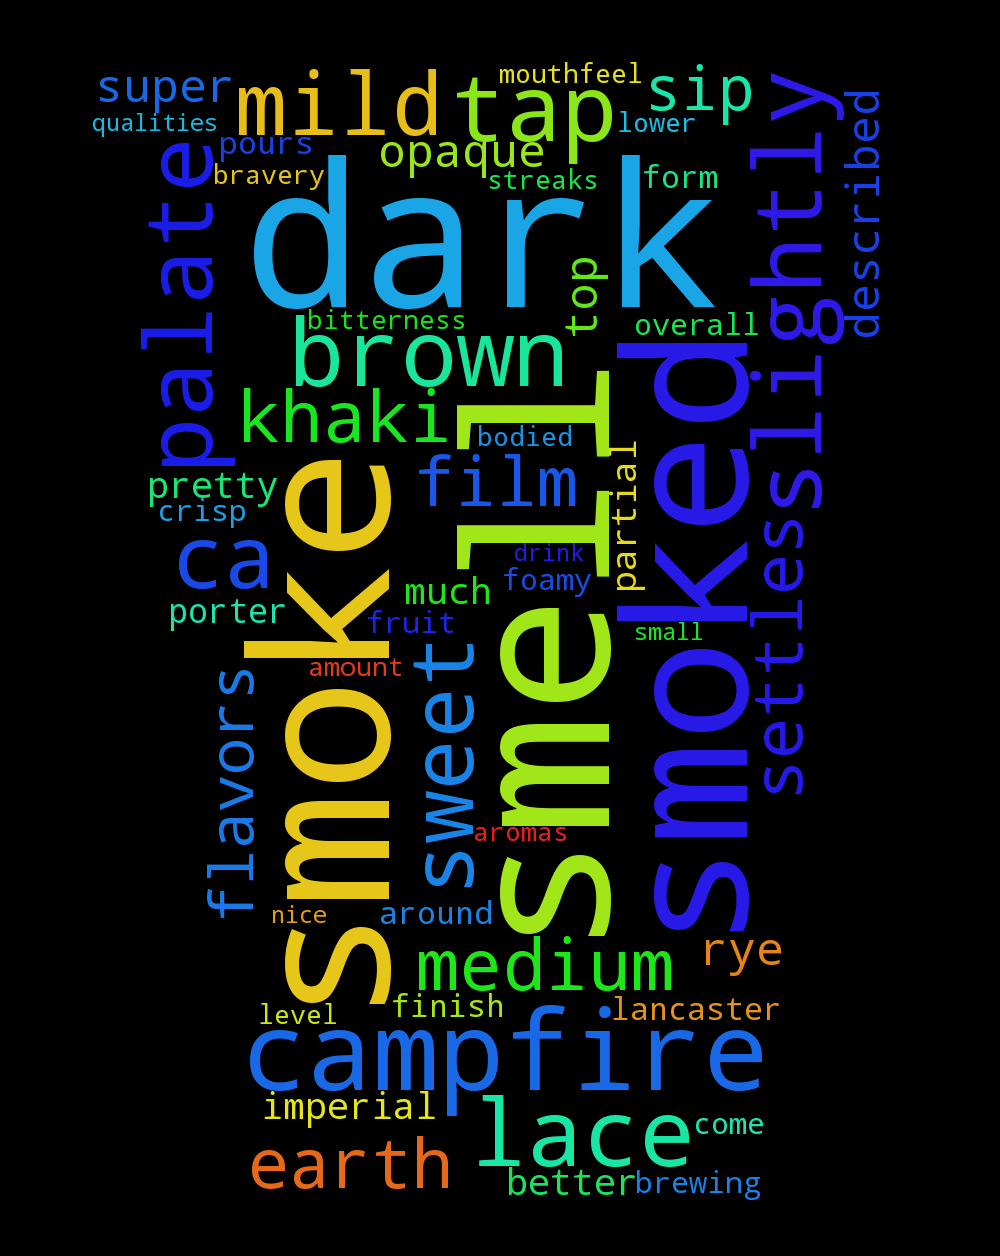 super
mild
tap
mouthfeel
sip
qualities
pours
opaque
lower
slightly
described
bravery
streaks
form
palate
dark
top
bitterness
brown
overall
khaki
bodied
smoked
smell
film
partial
pretty
crisp
smoke
ca
drink
foamy
much
settles
porter
fruit
small
amount
sweet
flavors
aromas
nice
around
medium
rye
level
finish
lancaster
campfire
imperial
lace
come
earth
better
brewing